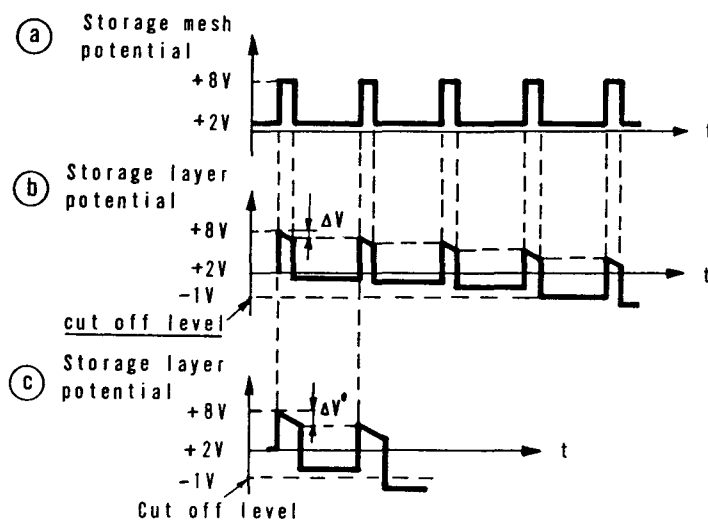 a
Storage mesh
potential
+8V
+2V
t
b
Storage layer
potential
+8V
ΔV
+2V
t
-1V
cut off level
c
Storage layer
potential
+8V
ΔV'
+2V
t
-1V
Cut off level